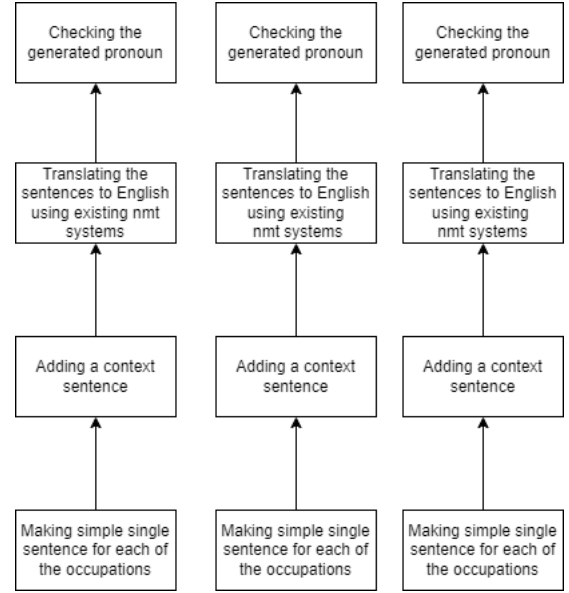 Checking the
generated pronoun
Checking the
generated pronoun
Checking the
generated pronoun
Translating the
sentences to English
using existing nmt
systems
Translating the
sentences to English
using existing
nmt systems
Translating the
sentences to English
using existing
nmt systems
Adding a context
sentence
Adding a context
sentence
Adding a context
sentence
Making simple single
sentence for each of
the occupations
Making simple single
sentence for each of
the occupations
Making simple single
sentence for each of
the occupations